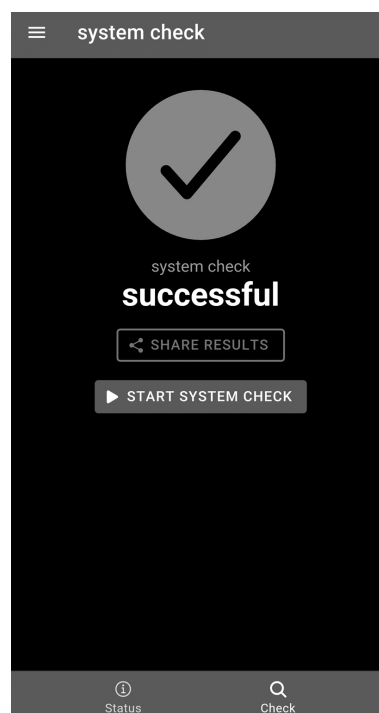 system check
system check
successful
SHARE RESULTS
START SYSTEM CHECK
Status
Check